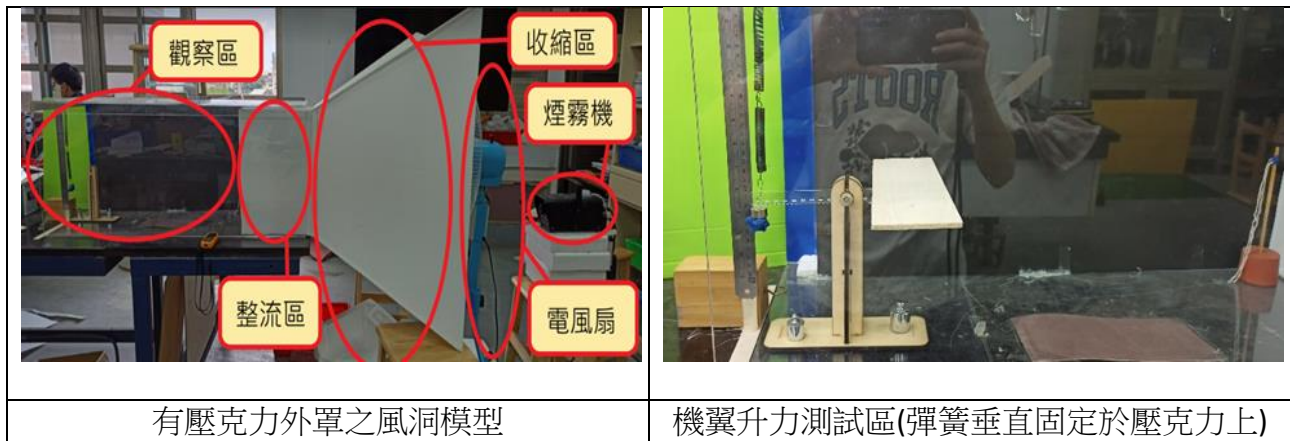 觀察區
收縮區
煙霧機
整流區
電風扇
ROOTS
有壓克力外罩之風洞模型
機翼升力測試區(彈簧垂直固定於壓克力上)